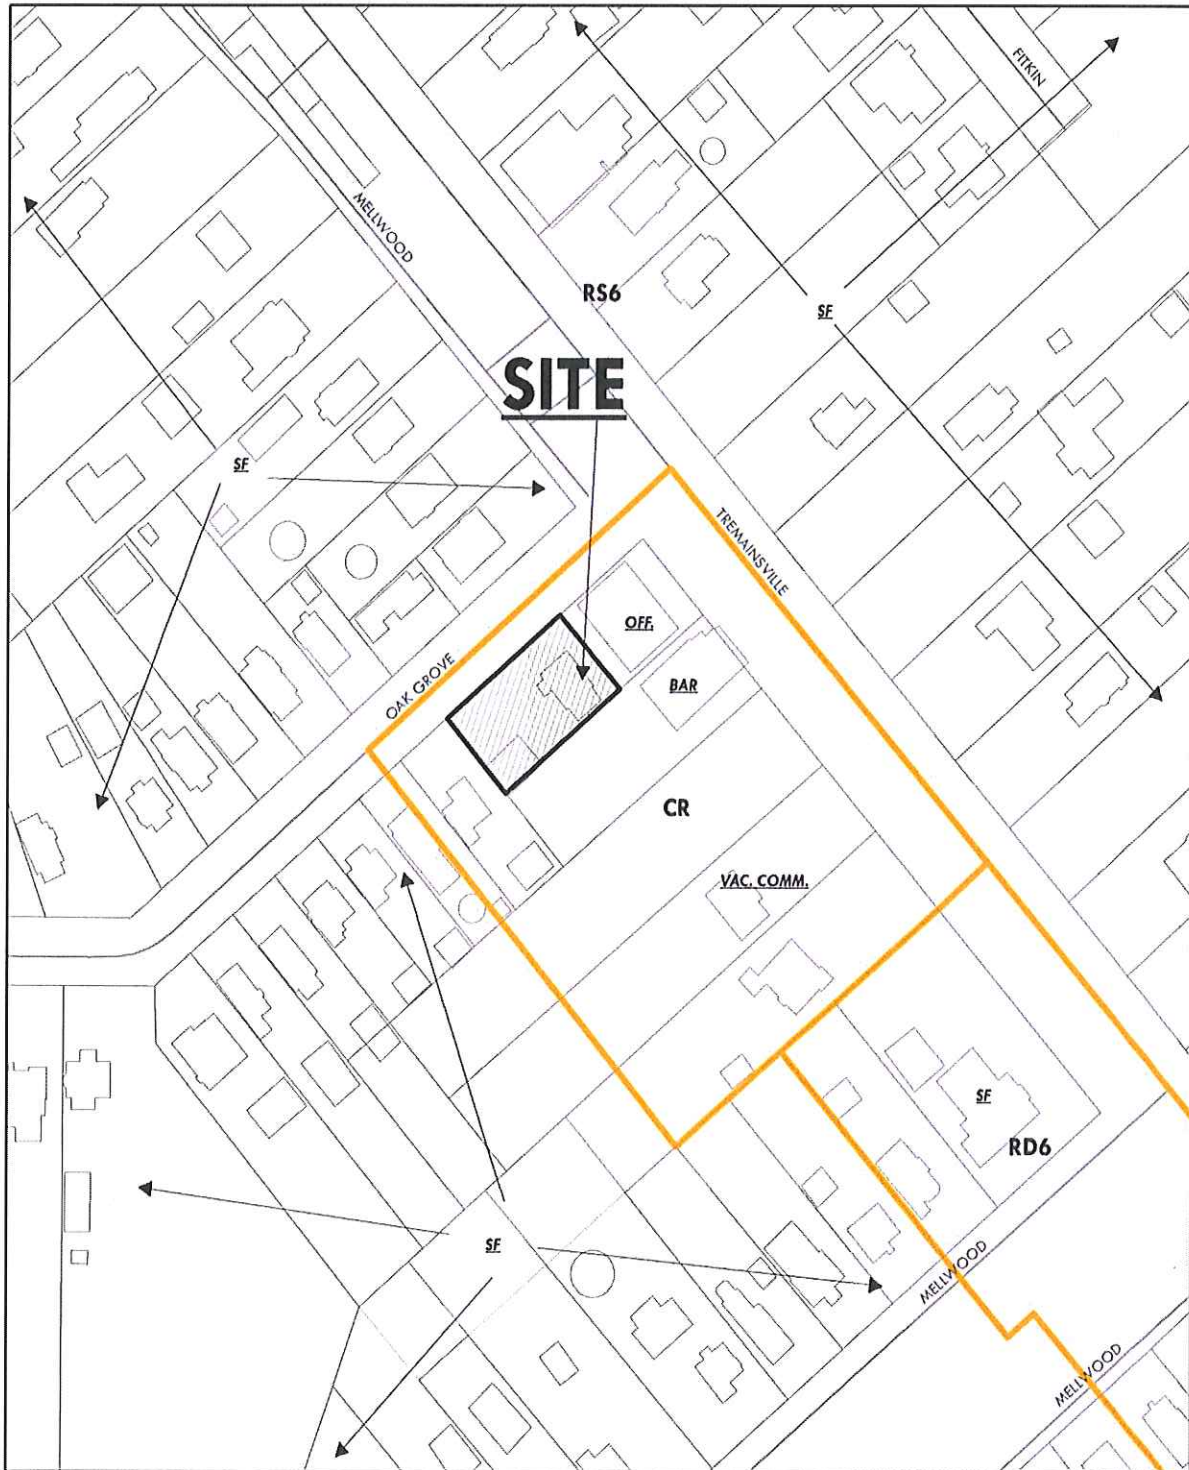 FITKIN
MELLWOOD
RS6
SF
SITE
SF
TREMAINSVILLE
OFF.
OAK GROVE
BAR
CR
VAC. COMM.
SF
RD6
SF
MELLWOOD
MELLWOOD